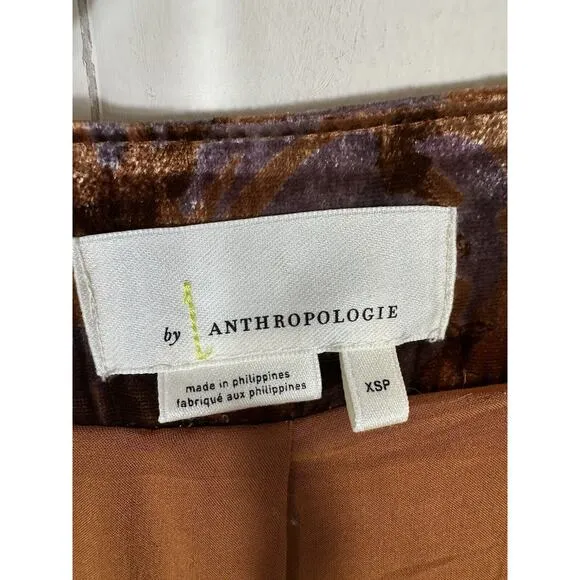 by ANTHROPOLOGIE
made in philippines
fabriqué aux philippines
XSP